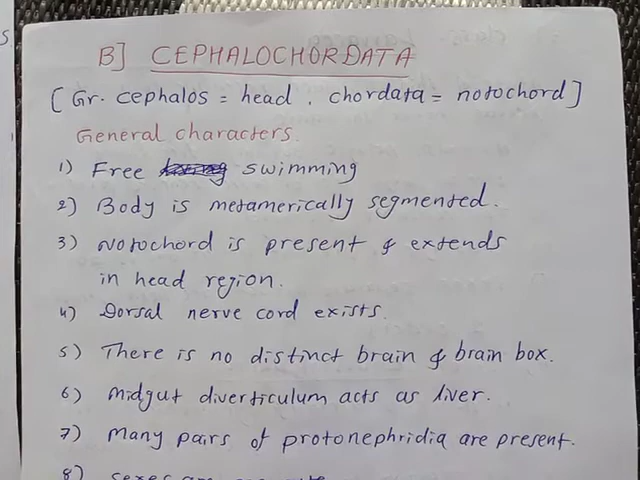 B] CEPHALOCHORDATA
[Gr. cephalos = head, chordata = notochord]
General characters.
1) Free swimming
2) Body is metamerically segmented.
3) Notochord is present & extends
in head region.
4) Dorsal nerve cord exists.
5) There is no distinct brain & brain box.
6) Midgut diverticulum acts as liver.
7) Many pairs of protonephridia are present.
8) Sexes are